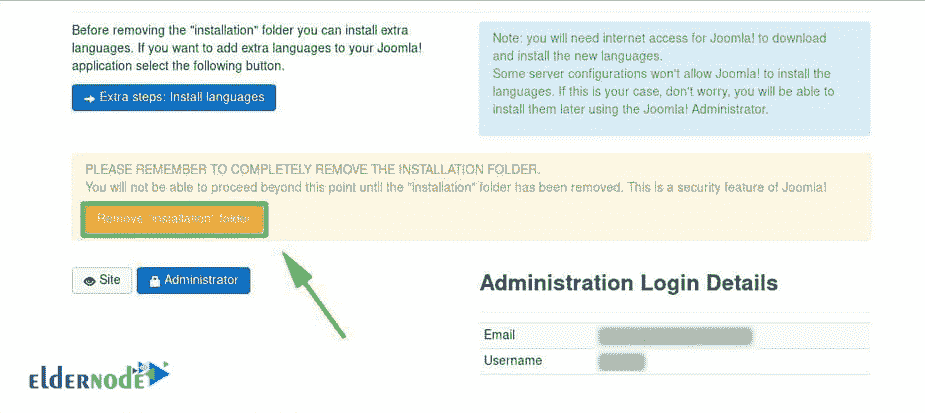 Before removing the "installation" folder you can install extra
languages. If you want to add extra languages to your Joomla!
application select the following button.
Extra steps: Install languages
Note: you will need internet access for Joomla! to download
and install the new languages.
Some server configurations won't allow Joomla! to install the
languages. If this is your case, don't worry, you will be able to
install them later using the Joomla! Administrator.
PLEASE REMEMBER TO COMPLETELY REMOVE THE INSTALLATION FOLDER.
You will not be able to proceed beyond this point until the "installation" folder has been removed. This is a security feature of Joomla!
Remove "installation" folder
Site
Administrator
Administration Login Details
Email
Username
eldernode